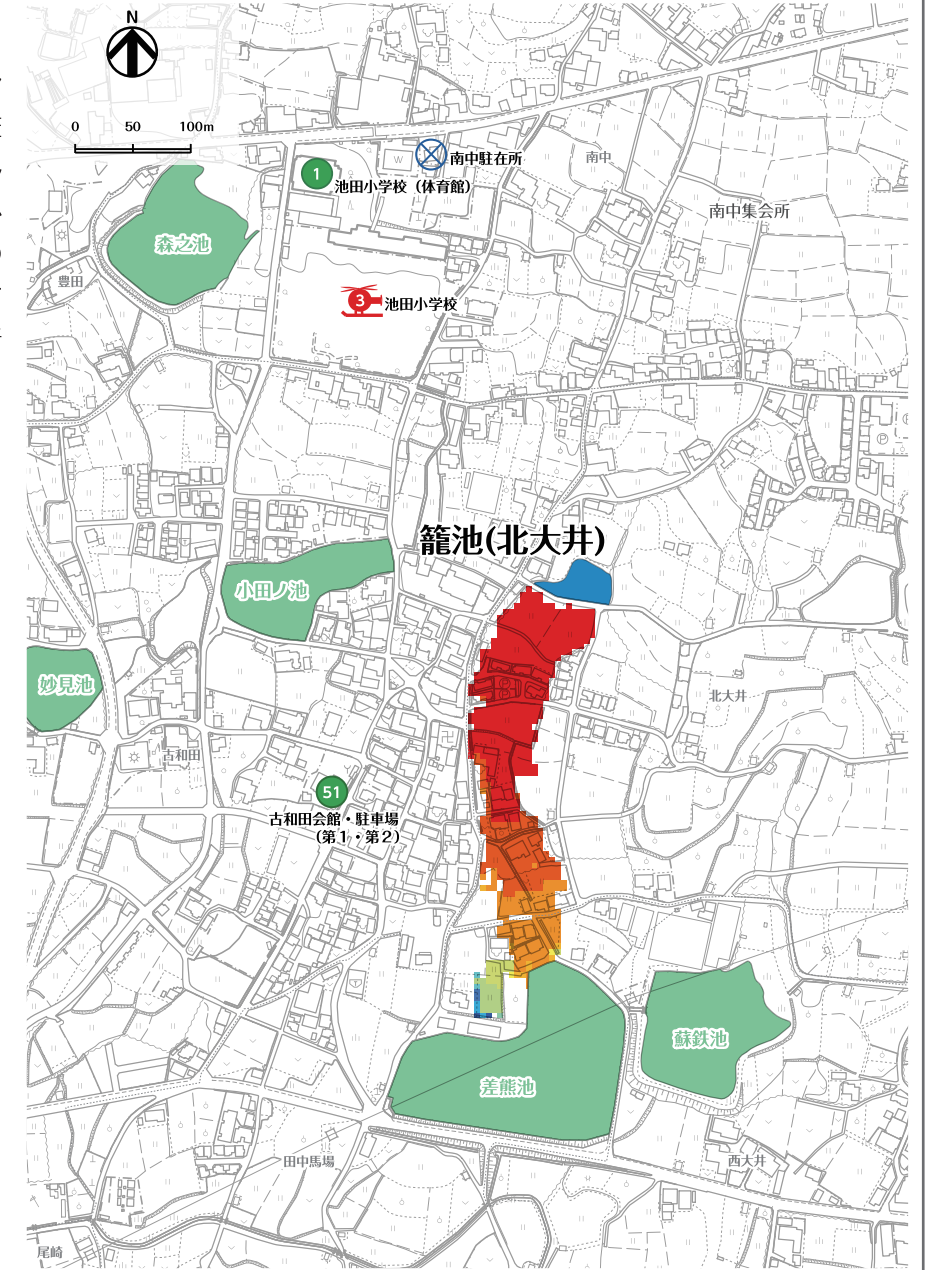 N
0 50 100m
1
池田小学校（体育館）
南中駐在所
W
南中
南中集会所
森之池
豊田
3
池田小学校
P
籠池(北大井)
小田ノ池
妙見池
北大井
古和田
51
古和田会館・駐車場
（第１・第２）
蘇鉄池
差熊池
田中馬場
西大井
尾崎